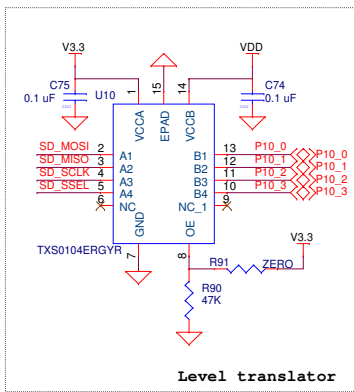 V3.3
VDD
C75
0.1 uF
U10
C74
0.1 uF
1
15
14
VCCA
EPAD
VCCB
SD_MOSI 2 A1 B1 13 P10_0 P10_0
SD_MISO 3 A2 B2 12 P10_1 P10_1
SD_SCLK 4 A3 B3 11 P10_2 P10_2
SD_SSEL 5 A4 B4 10 P10_3 P10_3
6 NC NC_1 9
GND
OE
TXS0104ERGYR
7
8
V3.3
R91
ZERO
R90
47K
Level translator